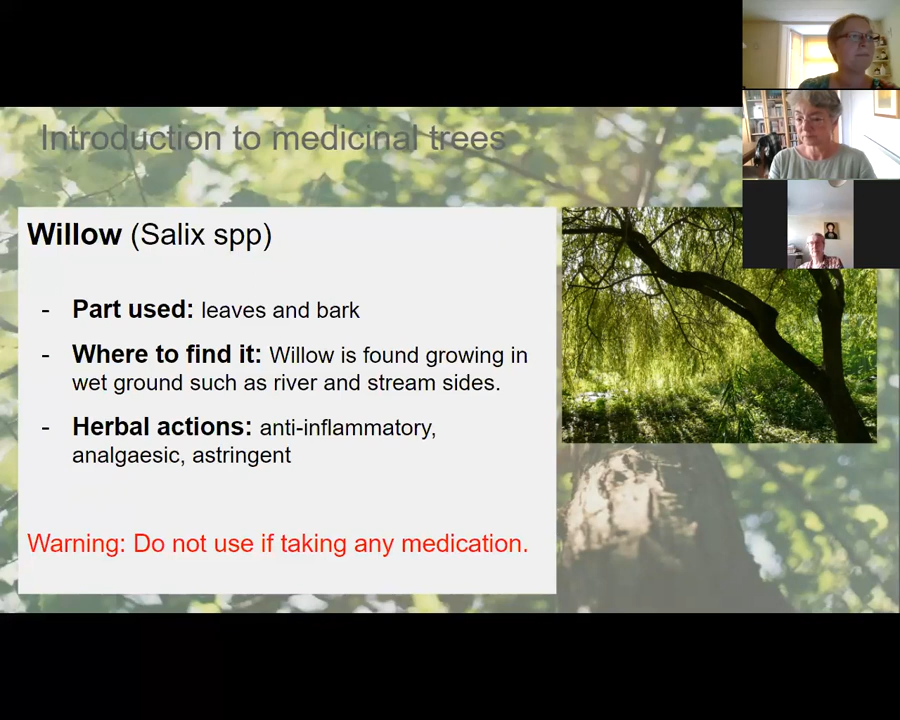 Introduction to medicinal trees
Willow (Salix spp)
- Part used: leaves and bark
- Where to find it: Willow is found growing in
wet ground such as river and stream sides.
- Herbal actions: anti-inflammatory,
analgaesic, astringent
Warning: Do not use if taking any medication.